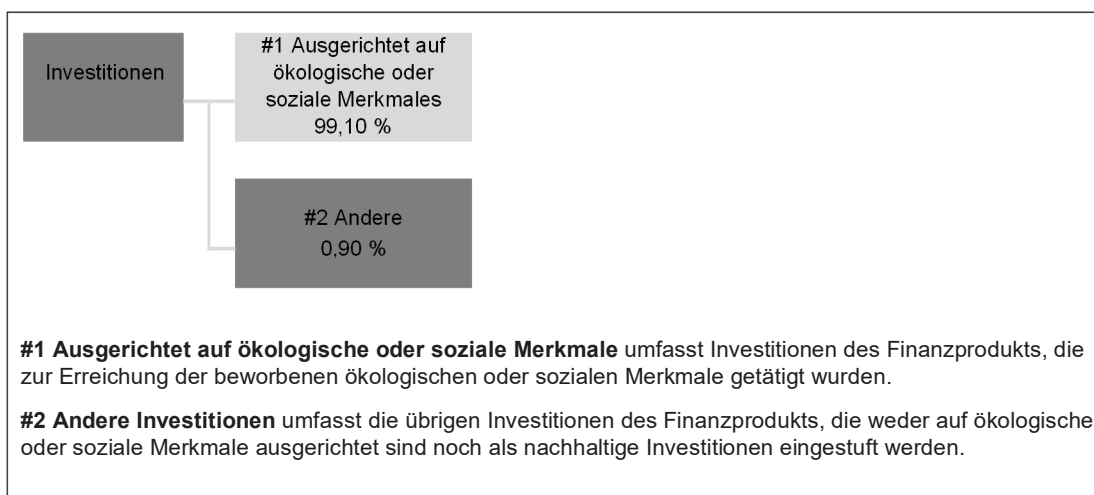 Investitionen
#1 Ausgerichtet auf
ökologische oder
soziale Merkmales
99,10 %
#2 Andere
0,90 %
#1 Ausgerichtet auf ökologische oder soziale Merkmale umfasst Investitionen des Finanzprodukts, die
zur Erreichung der beworbenen ökologischen oder sozialen Merkmale getätigt wurden.
#2 Andere Investitionen umfasst die übrigen Investitionen des Finanzprodukts, die weder auf ökologische
oder soziale Merkmale ausgerichtet sind noch als nachhaltige Investitionen eingestuft werden.